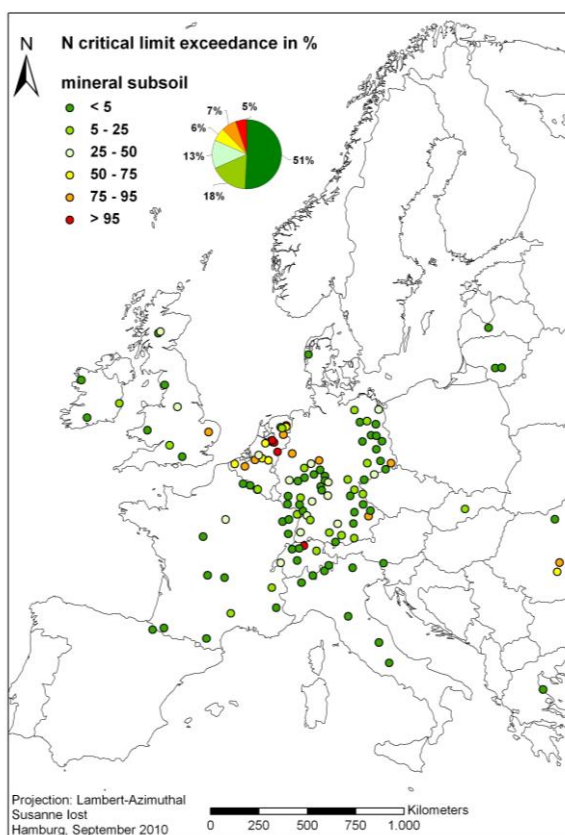 N critical limit exceedance in %
N
mineral subsoil
< 5
5 - 25
25 - 50
50 - 75
75 - 95
> 95
7%
5%
6%
13%
51%
18%
Projection: Lambert-Azimuthal
Susanne Iost
Hamburg, September 2010
Kilometers
0 250 500 750 1.000